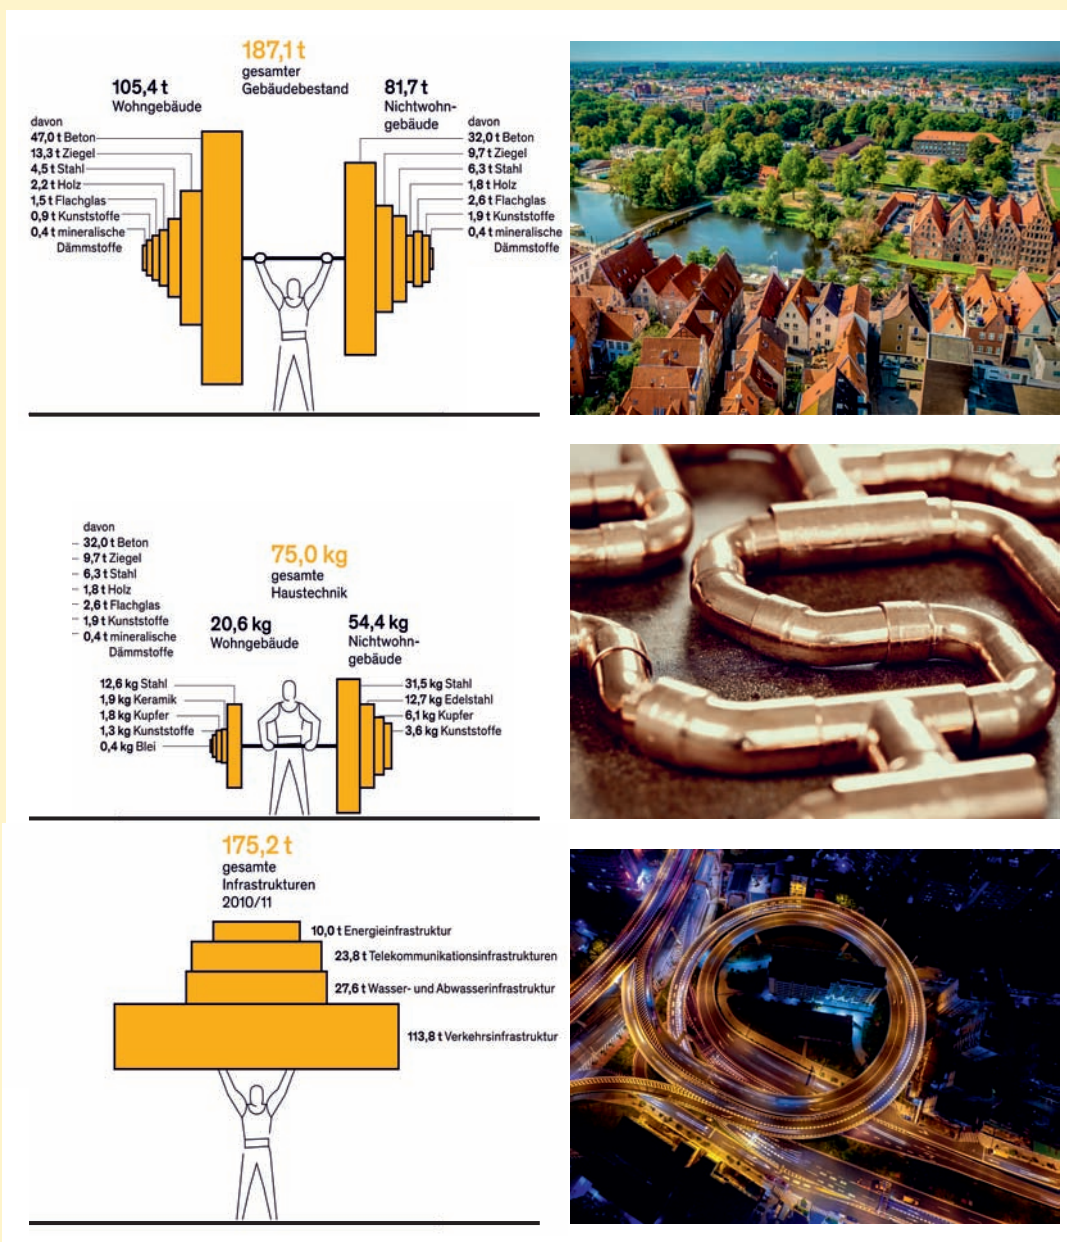 187,1 t
gesamter
Gebäudebestand
105,4 t
Wohngebäude
davon
47,0 t Beton
13,3 t Ziegel
4,5 t Stahl
2,2 t Holz
1,5 t Flachglas
0,9 t Kunststoffe
0,4 t mineralische
Dämmstoffe
81,7 t
Nichtwohn-
gebäude
davon
32,0 t Beton
9,7 t Ziegel
6,3 t Stahl
1,8 t Holz
2,6 t Flachglas
1,9 t Kunststoffe
0,4 t mineralische
Dämmstoffe
davon
32,0 t Beton
9,7 t Ziegel
6,3 t Stahl
1,8 t Holz
2,6 t Flachglas
1,9 t Kunststoffe
0,4 t mineralische
Dämmstoffe
75,0 kg
gesamte
Haustechnik
20,6 kg
Wohngebäude
12,6 kg Stahl
1,9 kg Keramik
1,8 kg Kupfer
1,3 kg Kunststoffe
0,4 kg Blei
54,4 kg
Nichtwohn-
gebäude
31,5 kg Stahl
12,7 kg Edelstahl
6,1 kg Kupfer
3,6 kg Kunststoffe
175,2 t
gesamte
Infrastrukturen
2010/11
10,0 t Energieinfrastruktur
23,8 t Telekommunikationsinfrastrukturen
27,6 t Wasser- und Abwasserinfrastruktur
113,8 t Verkehrsinfrastruktur